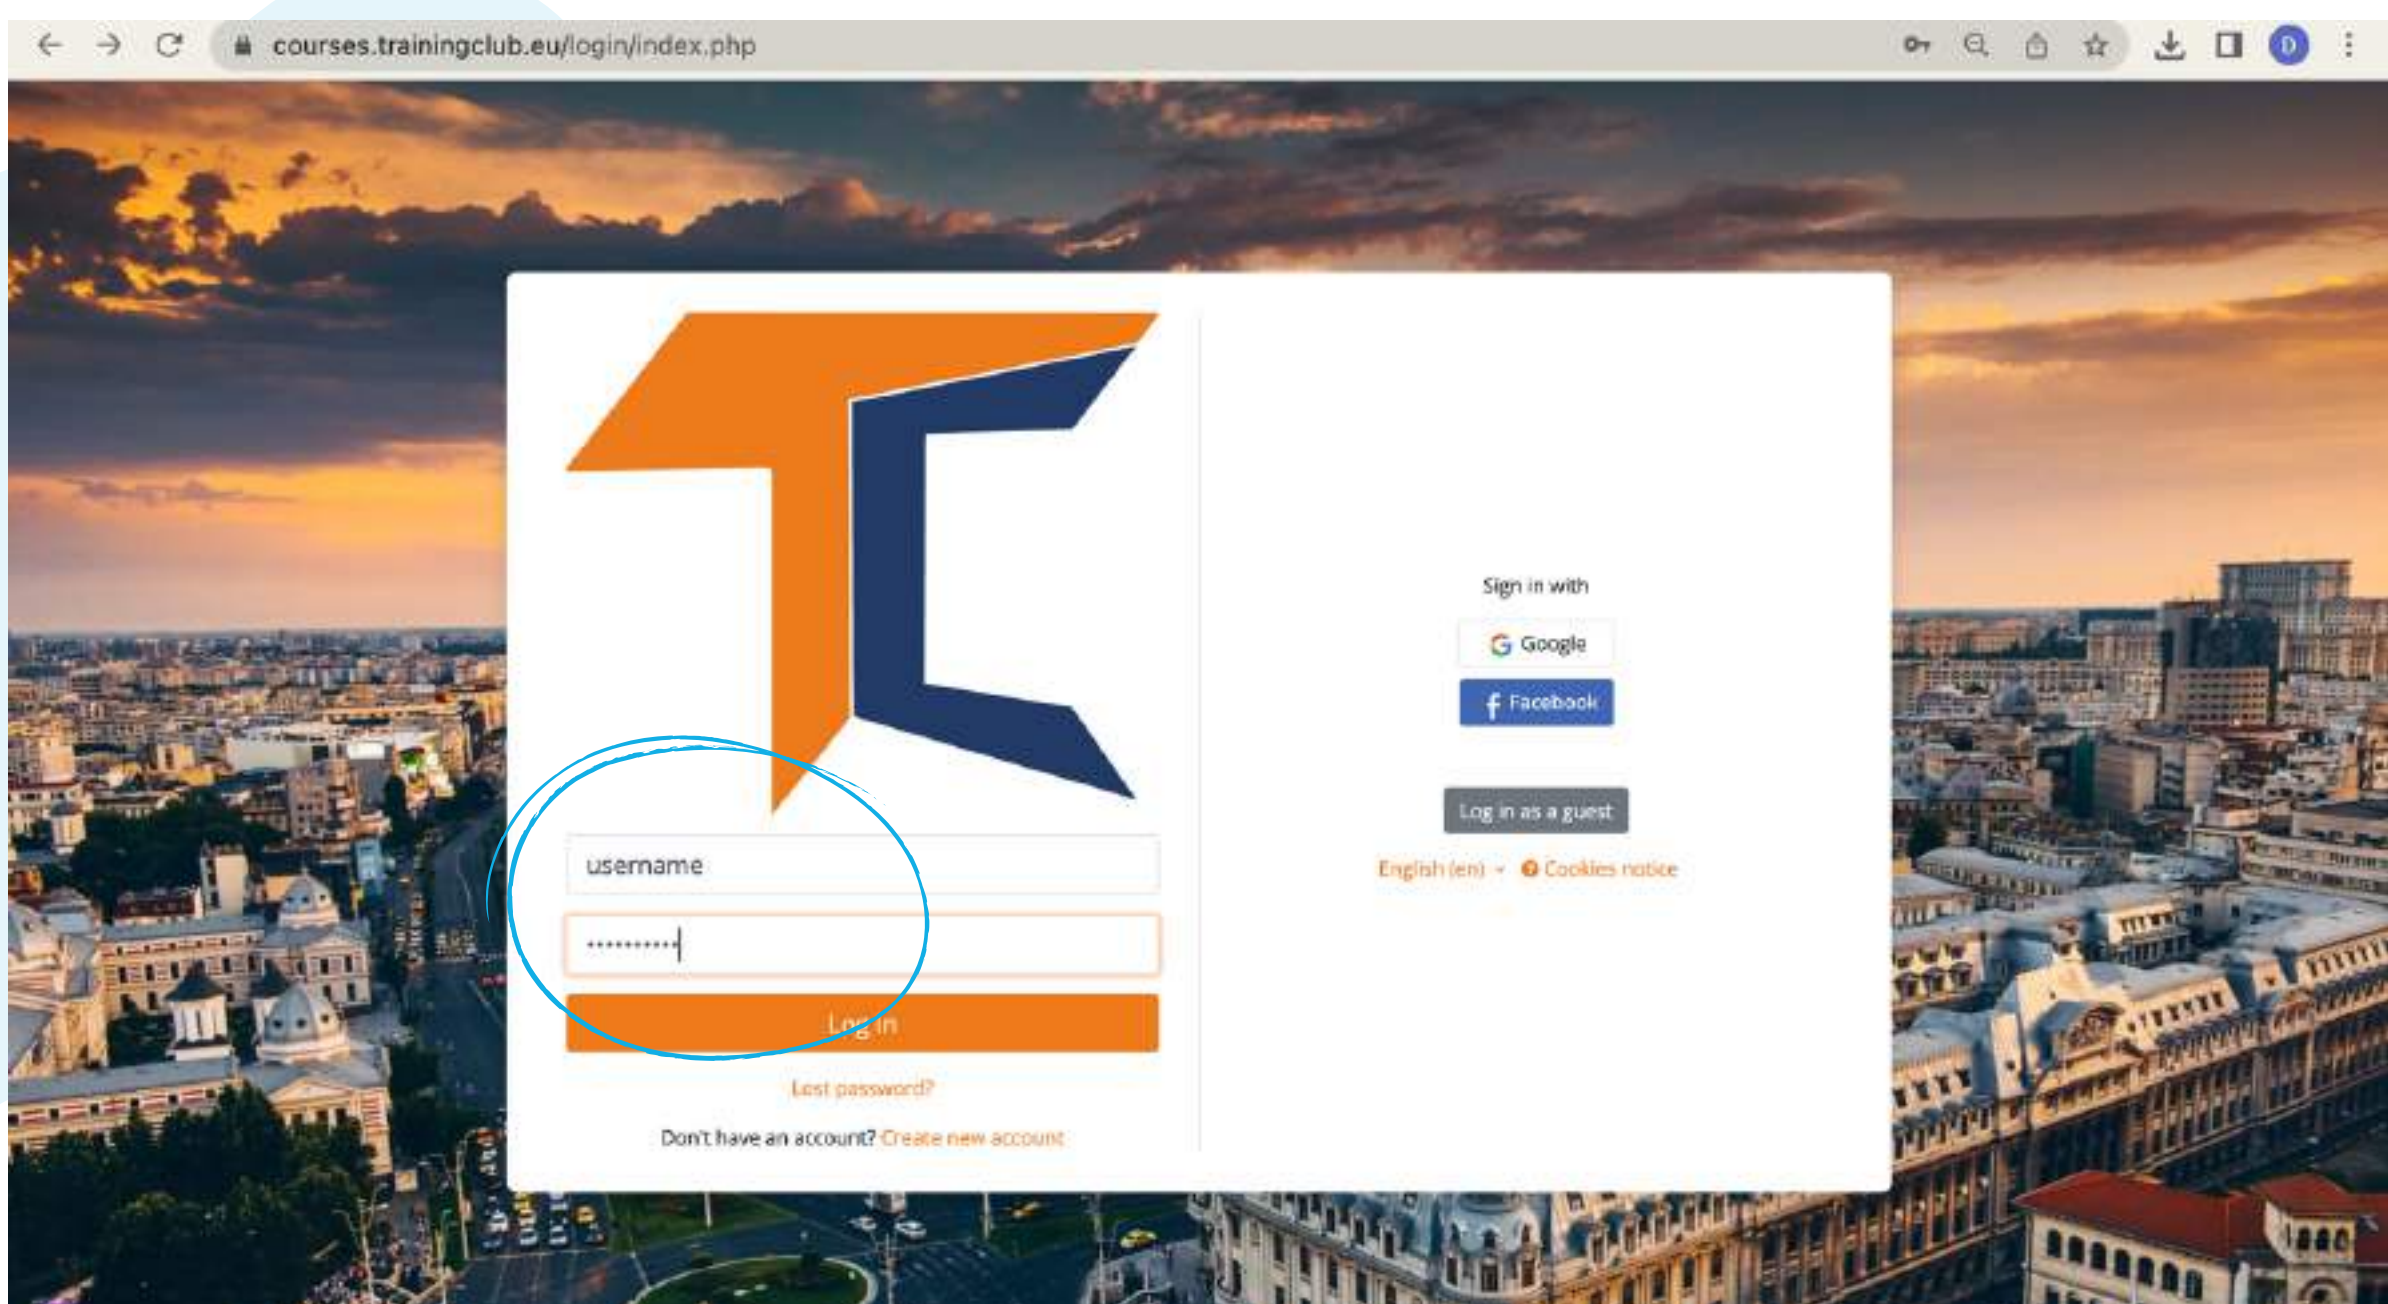 courses.trainingclub.eu/login/index.php
D
TC
username
••••••••••
Log in
Lost password?
Don't have an account? Create new account
Sign in with
Google
Facebook
Log in as a guest
English (en)
Cookies notice